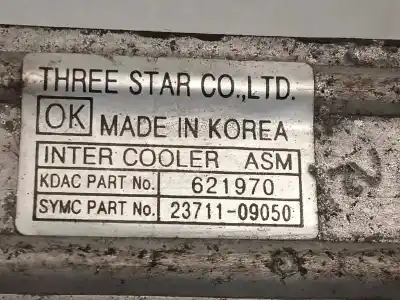 THREE STAR CO.,LTD.
OK MADE IN KOREA
INTER COOLER ASM
KDAC PART No. 621970
SYMC PART No. 23711-09050